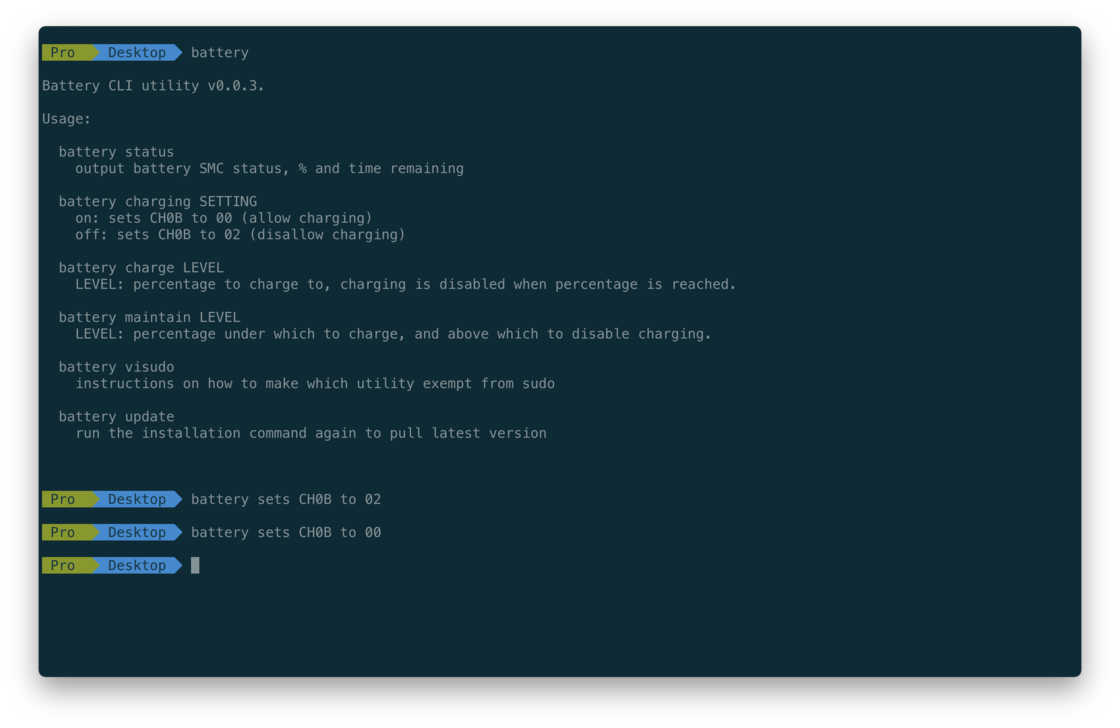 Pro Desktop battery
Battery CLI utility v0.0.3.
Usage:
battery status
output battery SMC status, % and time remaining
battery charging SETTING
on: sets CH0B to 00 (allow charging)
off: sets CH0B to 02 (disallow charging)
battery charge LEVEL
LEVEL: percentage to charge to, charging is disabled when percentage is reached.
battery maintain LEVEL
LEVEL: percentage under which to charge, and above which to disable charging.
battery visudo
instructions on how to make which utility exempt from sudo
battery update
run the installation command again to pull latest version
Pro Desktop battery sets CH0B to 02
Pro Desktop battery sets CH0B to 00
Pro Desktop